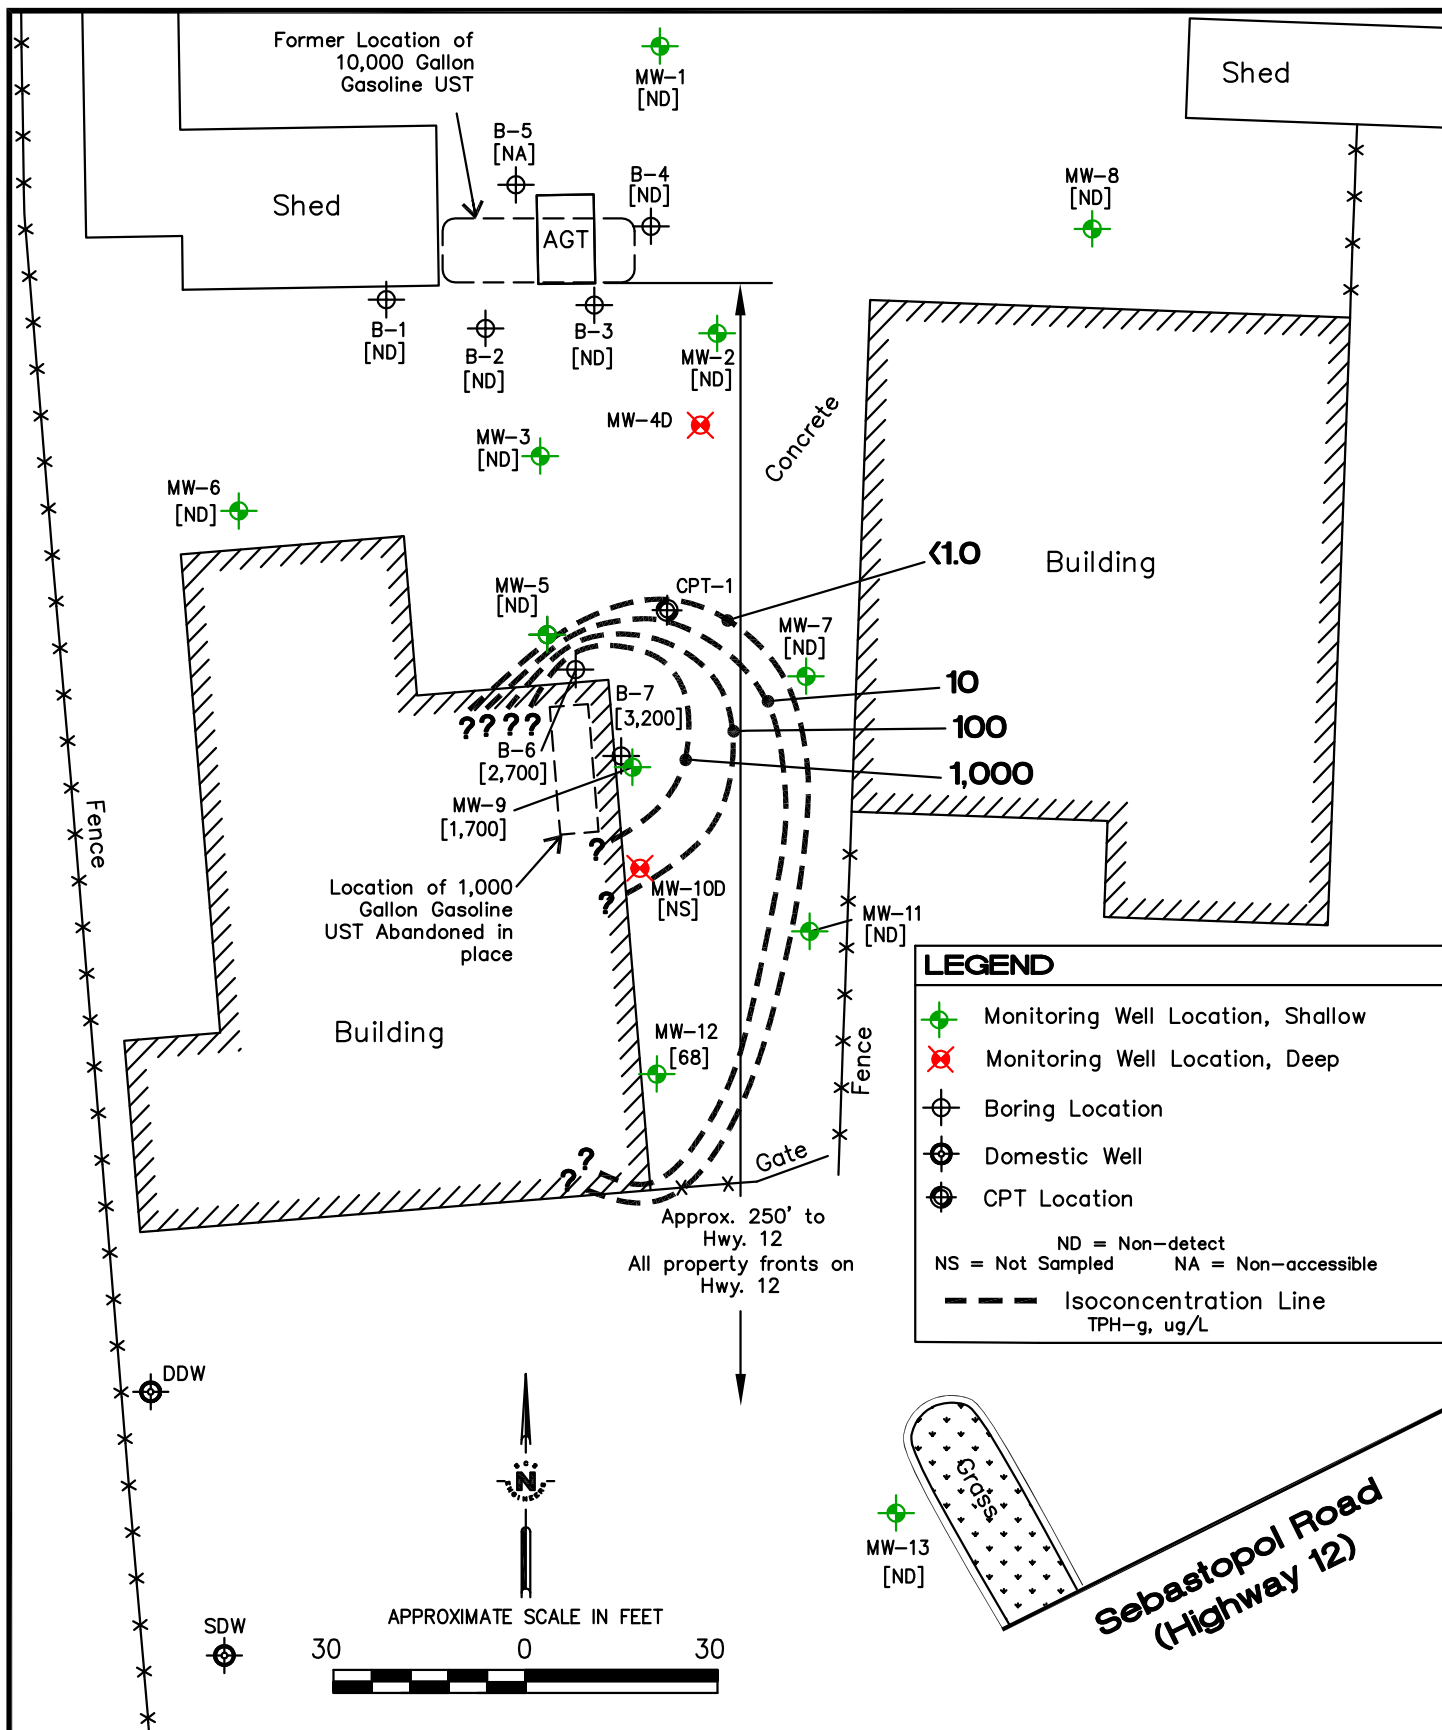 Former Location of
10,000 Gallon
Gasoline UST
MW-1
[ND]
Shed
B-5
[NA]
B-4
[ND]
MW-8
[ND]
Shed
AGT
B-1
[ND]
B-2
[ND]
B-3
[ND]
MW-2
[ND]
MW-4D
Concrete
MW-3
[ND]
MW-6
[ND]
<1.0
Building
MW-5
[ND]
CPT-1
MW-7
[ND]
10
B-7
[3,200]
100
? ? ? ?
B-6
[2,700]
1,000
MW-9
[1,700]
Fence
?
Location of 1,000
Gallon Gasoline
UST Abandoned in
place
MW-10D
[NS]
?
MW-11
[ND]
LEGEND
Monitoring Well Location, Shallow
Monitoring Well Location, Deep
Boring Location
Domestic Well
CPT Location
ND = Non-detect
NS = Not Sampled NA = Non-accessible
Isoconcentration Line
TPH-g, ug/L
Building
MW-12
[68]
Fence
Gate
?
?
Approx. 250' to
Hwy. 12
All property fronts on
Hwy. 12
DDW
SCS
N
ENGINEERS
Grass
MW-13
[ND]
Sebastopol Road
(Highway 12)
SDW
APPROXIMATE SCALE IN FEET
30 0 30